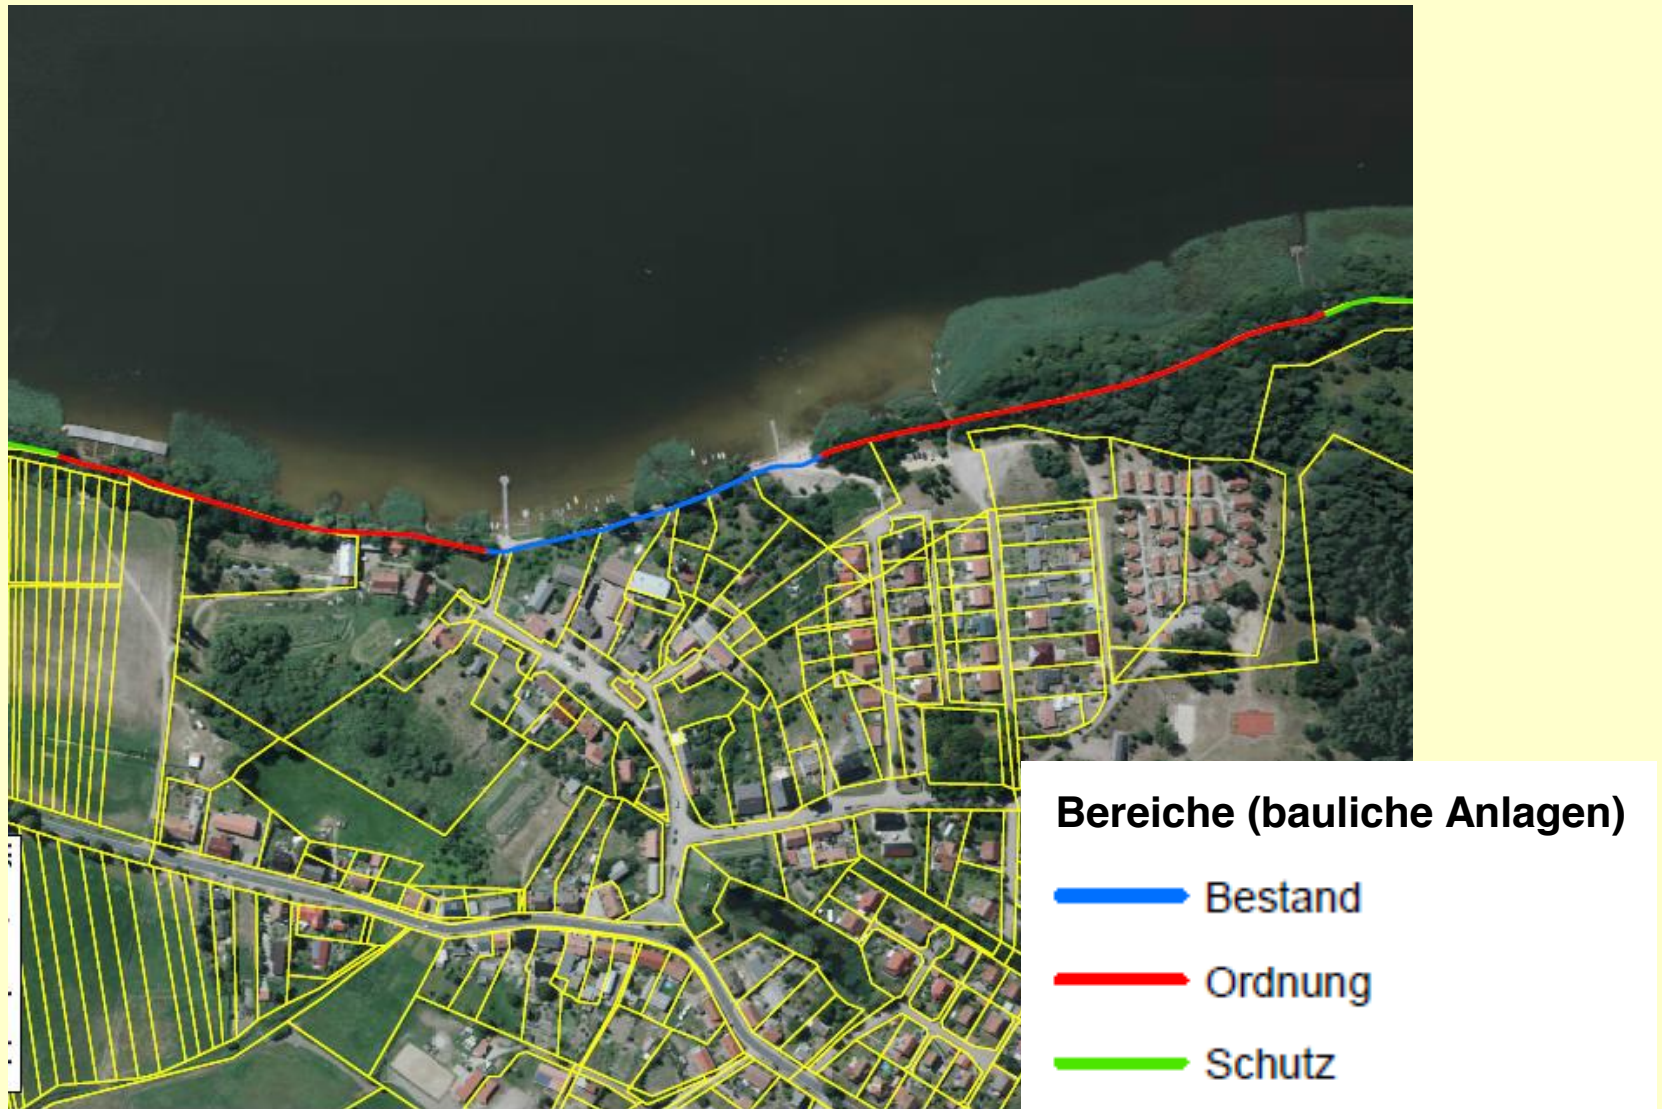 Bereiche (bauliche Anlagen)
Bestand
Ordnung
Schutz